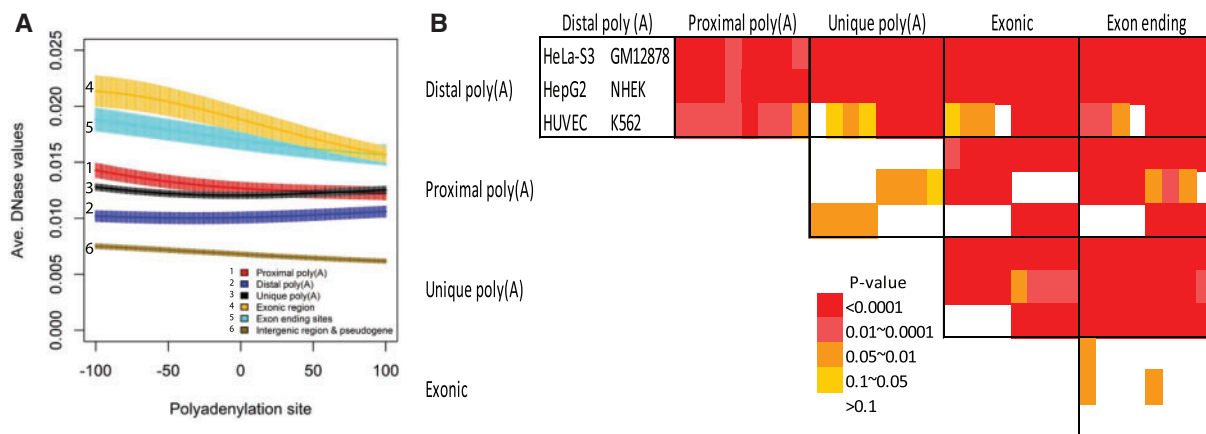 A
Ave. DNase values
0.025
0.020
0.015
0.010
0.005
0.000
4
5
1
3
2
6
1 Proximal poly(A)
2 Distal poly(A)
3 Unique poly(A)
4 Exonic region
5 Exon ending sites
6 Intergenic region & pseudogene
-100 -50 0 50 100
Polyadenylation site
B
Distal poly (A) Proximal poly(A) Unique poly(A) Exonic Exon ending
Distal poly(A)
HeLa-S3 GM12878
HepG2 NHEK
HUVEC K562
Proximal poly(A)
Unique poly(A)
Exonic
P-value
<0.0001
0.01~0.0001
0.05~0.01
0.1~0.05
>0.1